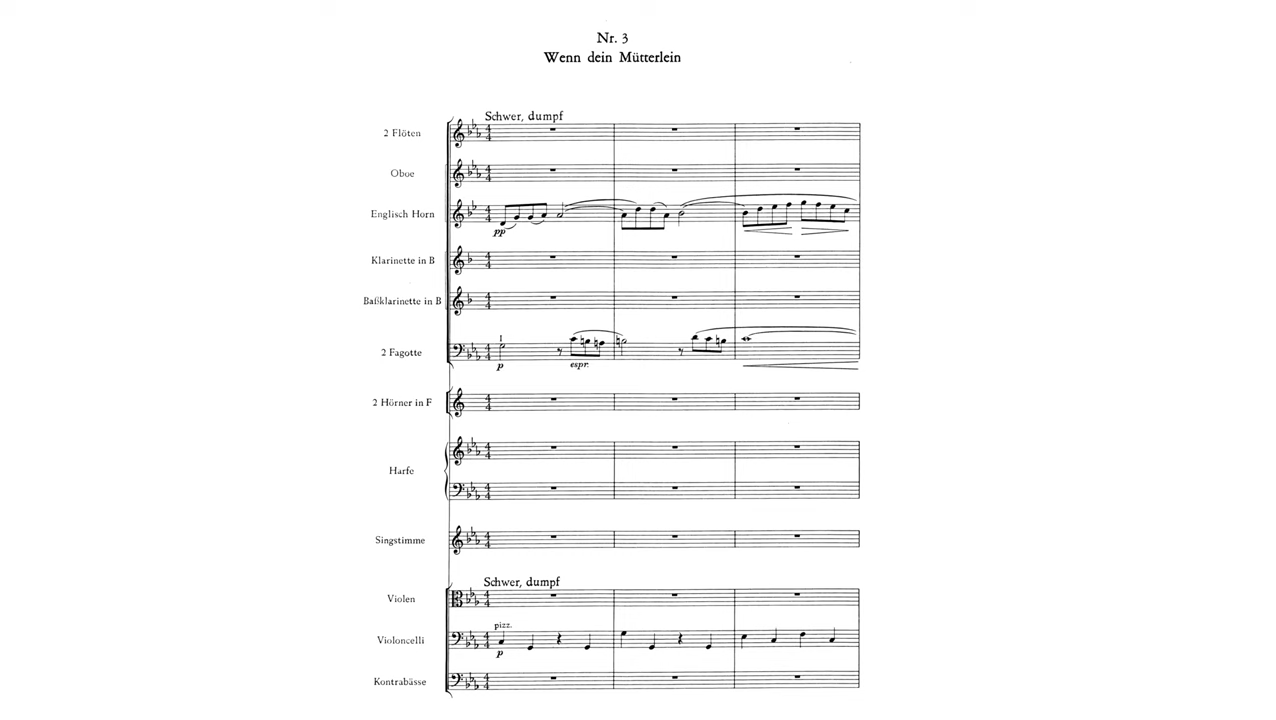 Nr. 3
Wenn dein Mütterlein
Schwer, dumpf
2 Flöten
Oboe
Englisch Horn
pp
Klarinette in B
Baßklarinette in B
I
2 Fagotte
p
espr.
2 Hörner in F
Harfe
Singstimme
Schwer, dumpf
Violen
pizz.
Violoncelli
p
Kontrabässe